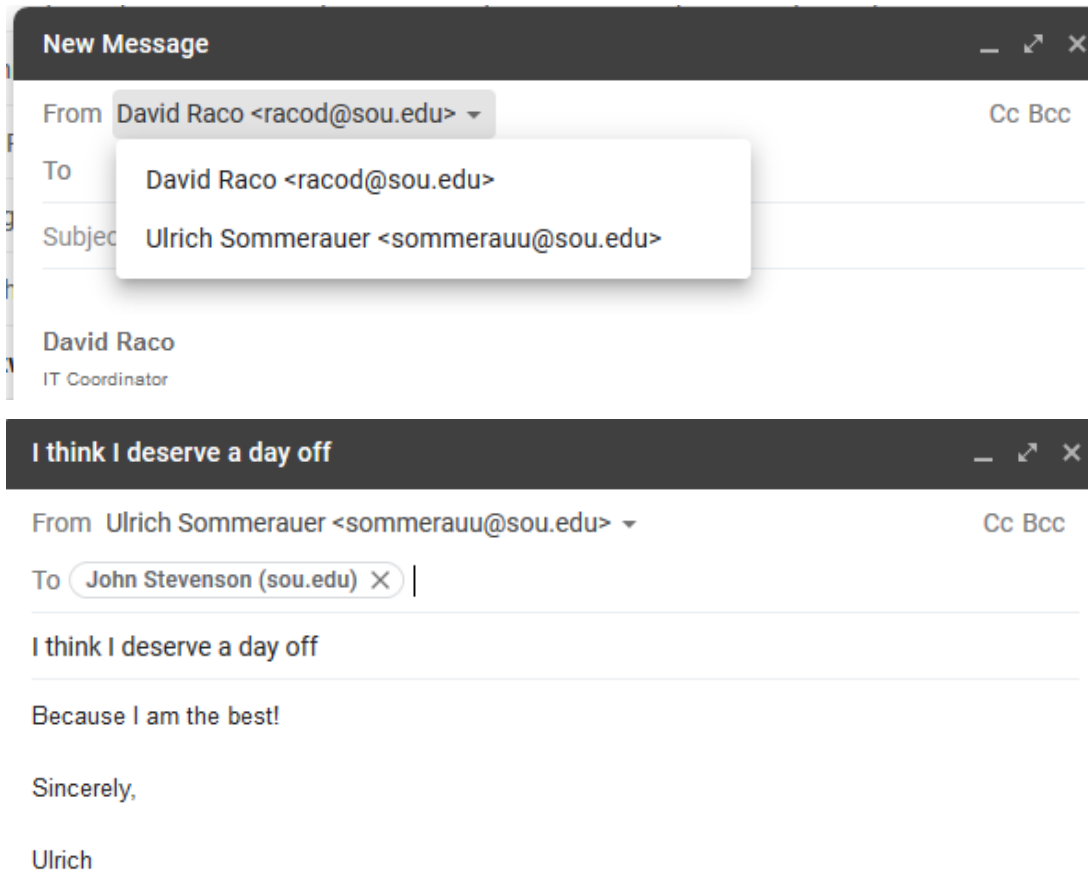 New Message
From David Raco <racod@sou.edu> Cc Bcc
To
David Raco <racod@sou.edu>
Subjec
Ulrich Sommerauer <sommerauu@sou.edu>
David Raco
IT Coordinator
I think I deserve a day off
From Ulrich Sommerauer <sommerauu@sou.edu> Cc Bcc
To John Stevenson (sou.edu)
I think I deserve a day off
Because I am the best!
Sincerely,
Ulrich